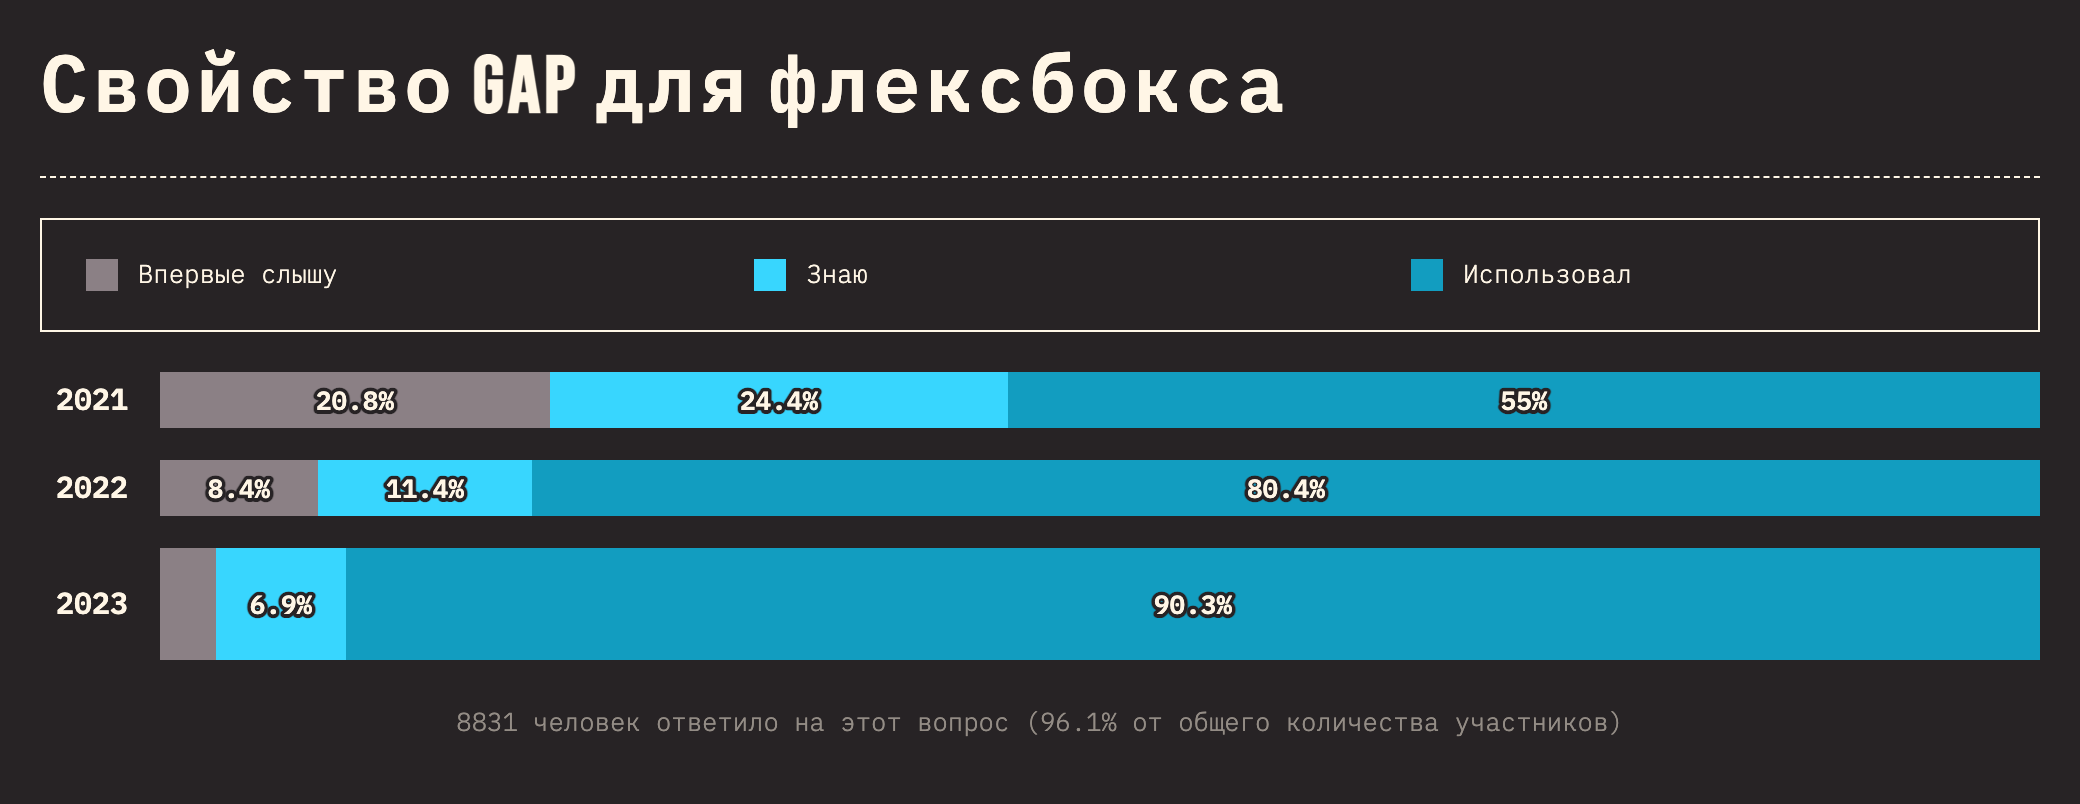 Свойство GAP для флексбокса
Впервые слышу Знаю Использовал
2021 20.8% 24.4% 55%
2022 8.4% 11.4% 80.4%
2023 6.9% 90.3%
8831 человек ответило на этот вопрос (96.1% от общего количества участников)